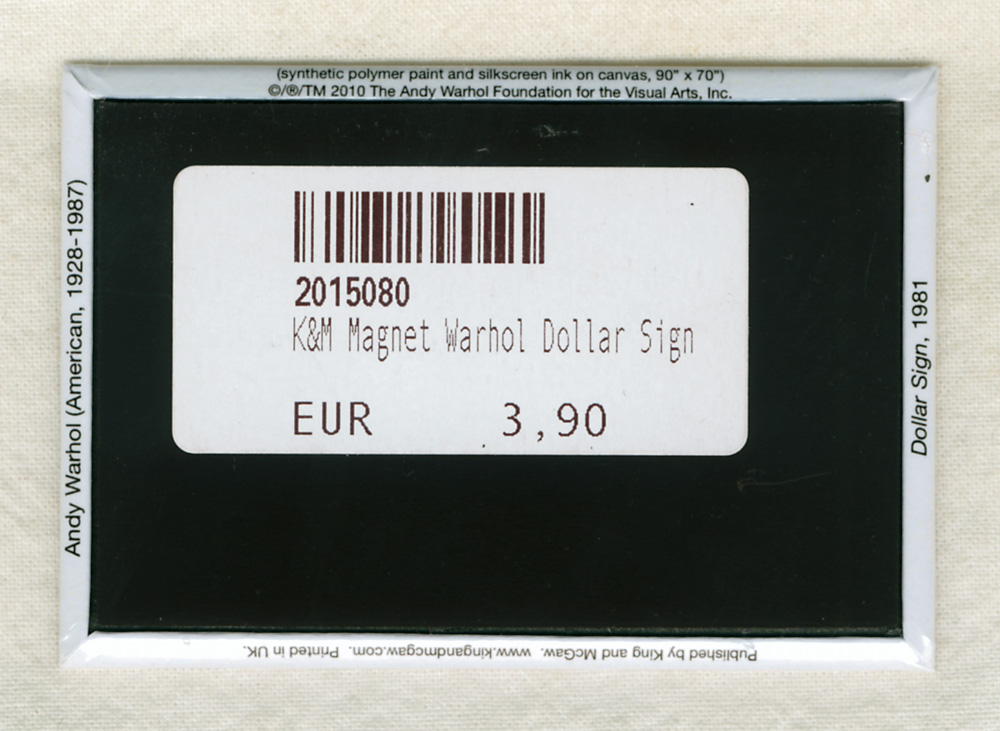 (synthetic polymer paint and silkscreen ink on canvas, 90" x 70")
©/®/TM 2010 The Andy Warhol Foundation for the Visual Arts, Inc.
Andy Warhol (American, 1928-1987)
2015080
K&M Magnet Warhol Dollar Sign
EUR 3,90
Dollar Sign, 1981
Published by King and McGaw. www.kingandmcgaw.com. Printed in UK.